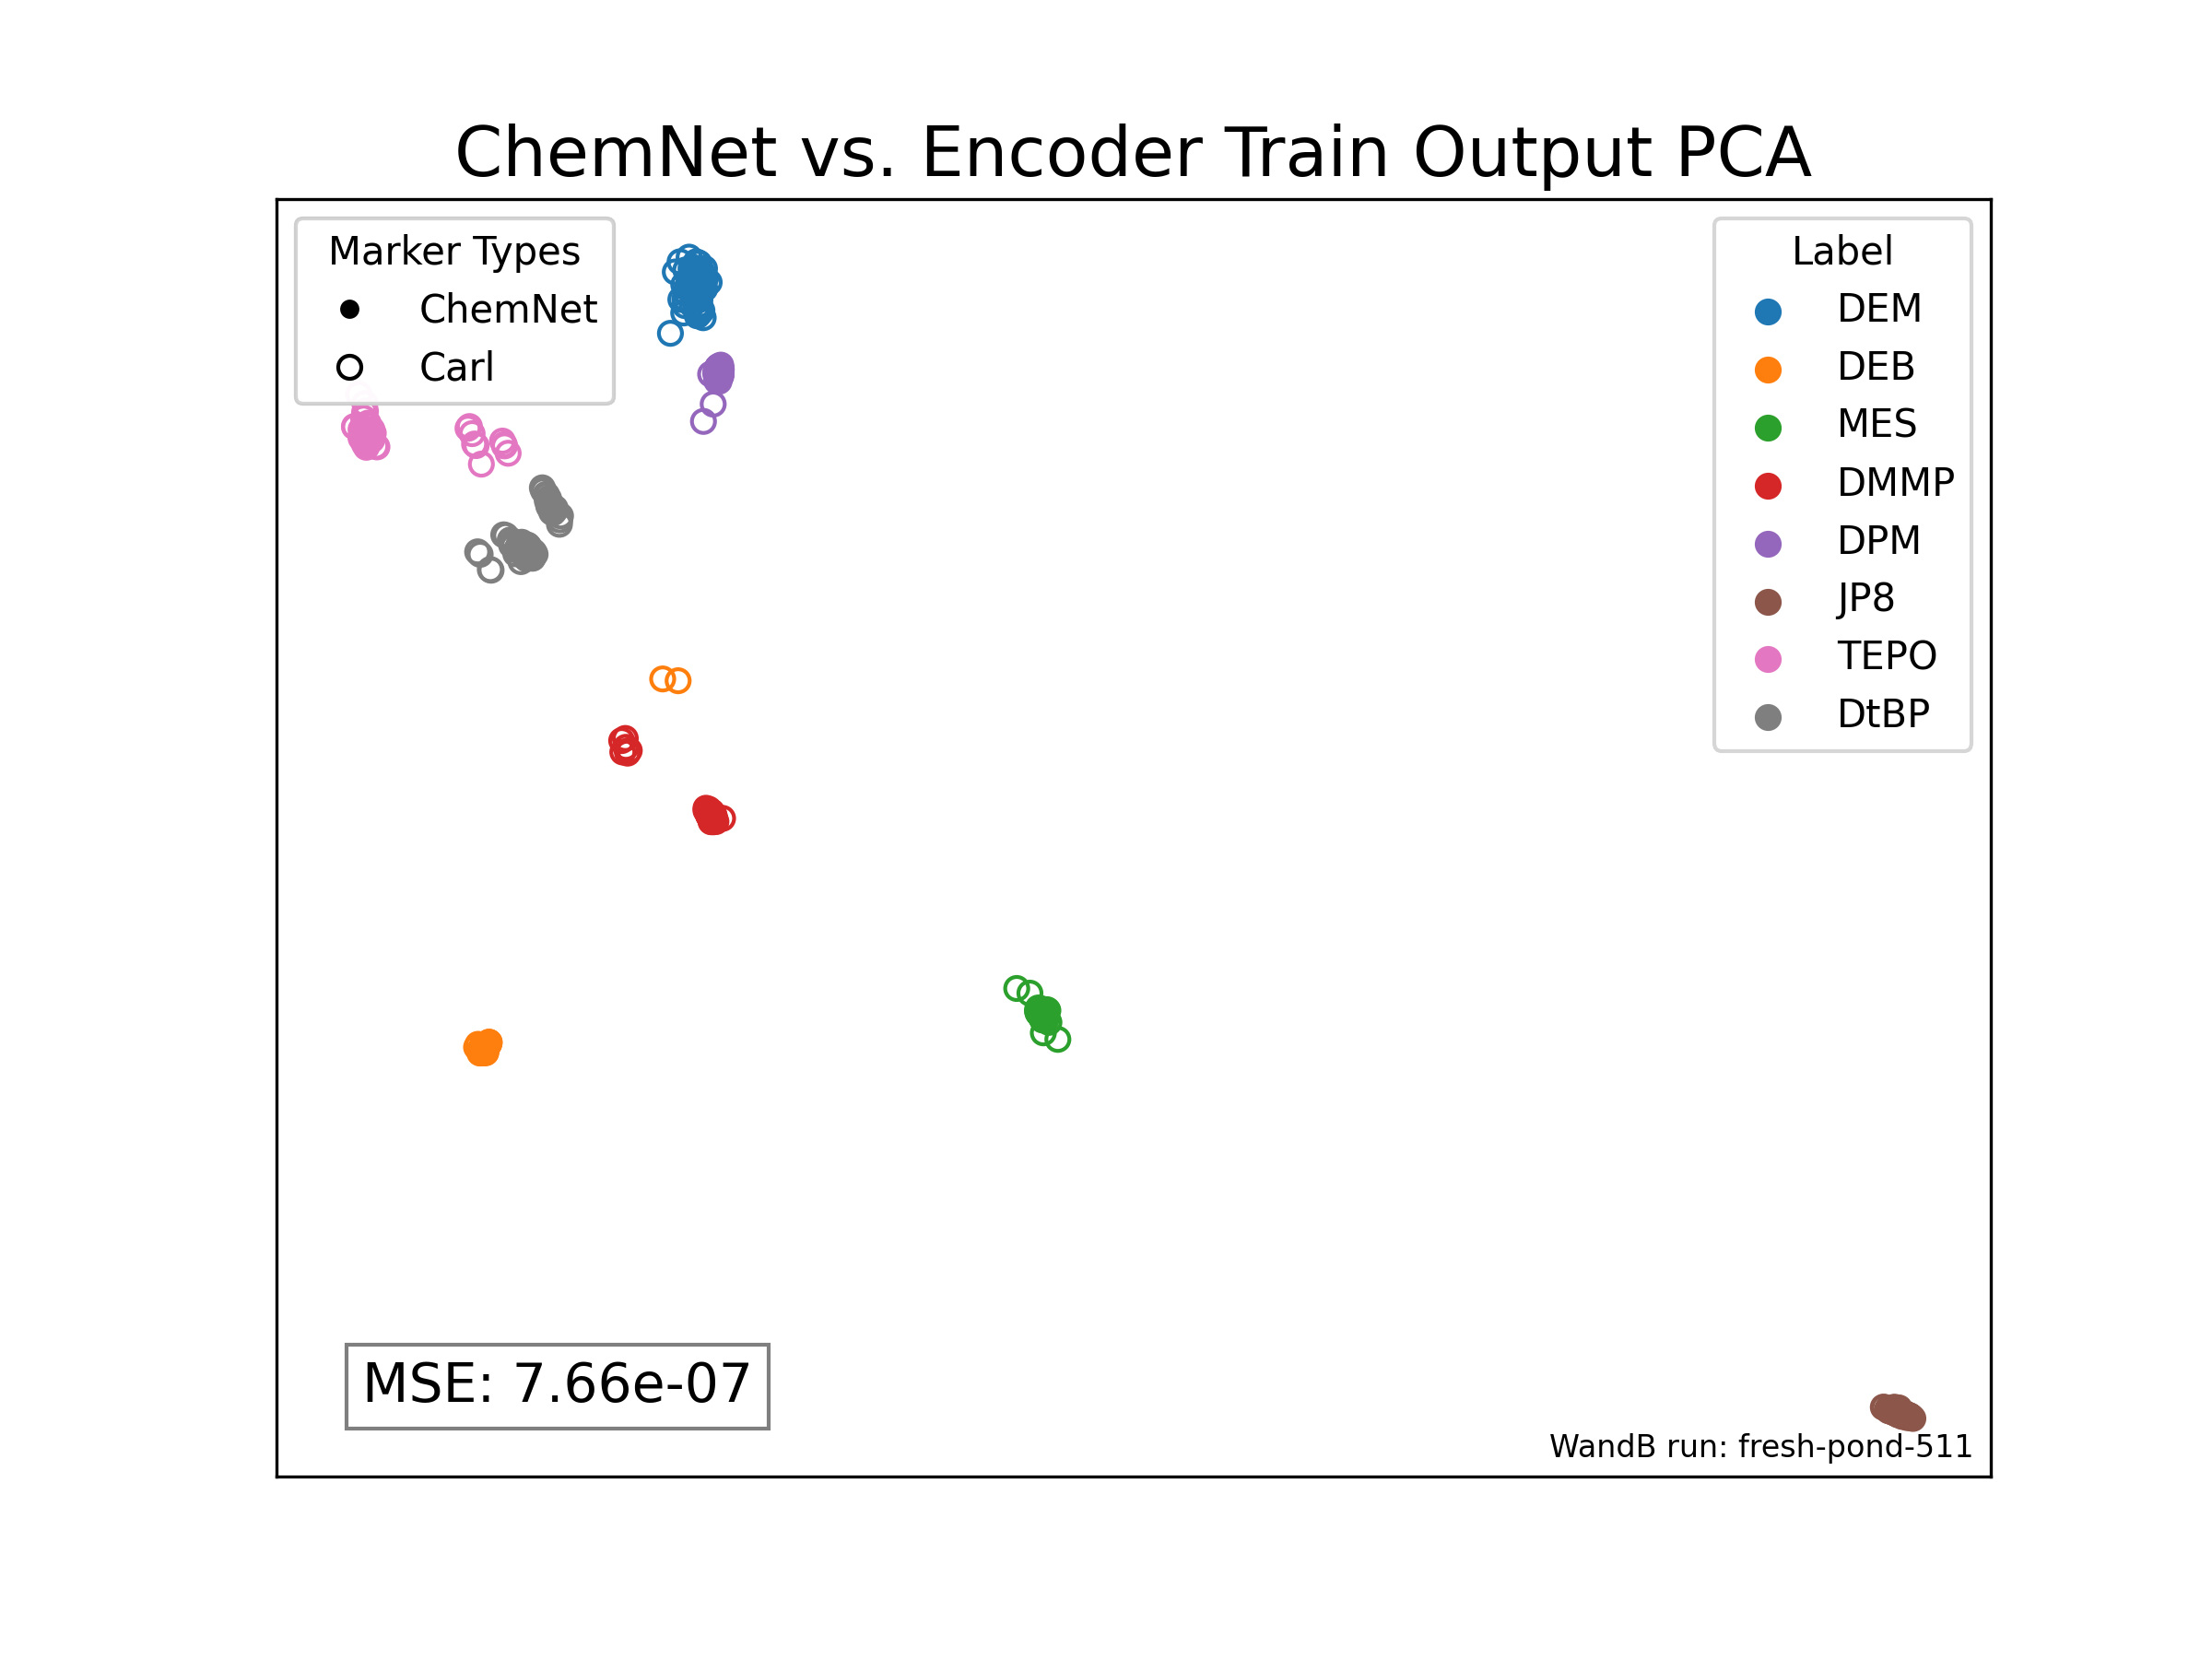 ChemNet vs. Encoder Train Output PCA
Marker Types
ChemNet
Carl
Label
DEM
DEB
MES
DMMP
DPM
JP8
TEPO
DtBP
MSE: 7.66e-07
WandB run: fresh-pond-511